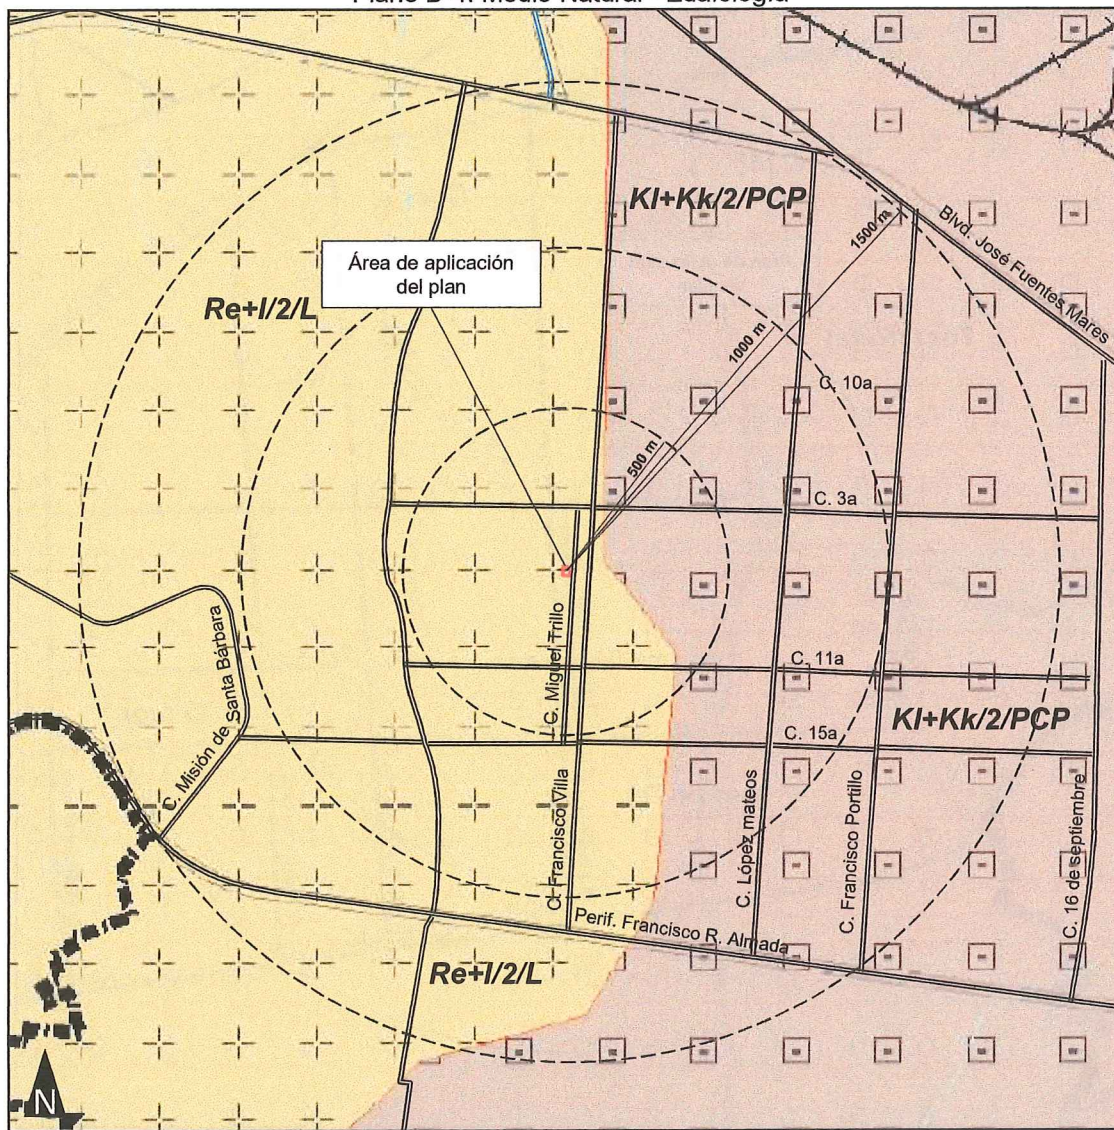 Plano D-4. Medio Natural - Edafología
Kl+Kk/2/PCP
1500 m
Blvd. José Fuentes Mares
Área de aplicación
del plan
Re+I/2/L
1000 m
C. 10a
500 m
C. 3a
C. Miguel Trillo
C. Misión de Santa Bárbara
C. 11a
Kl+Kk/2/PCP
C. 15a
C. Francisco Villa
C. López mateos
C. Francisco Portillo
C. 16 de septiembre
Perif. Francisco R. Almada
Re+I/2/L
N